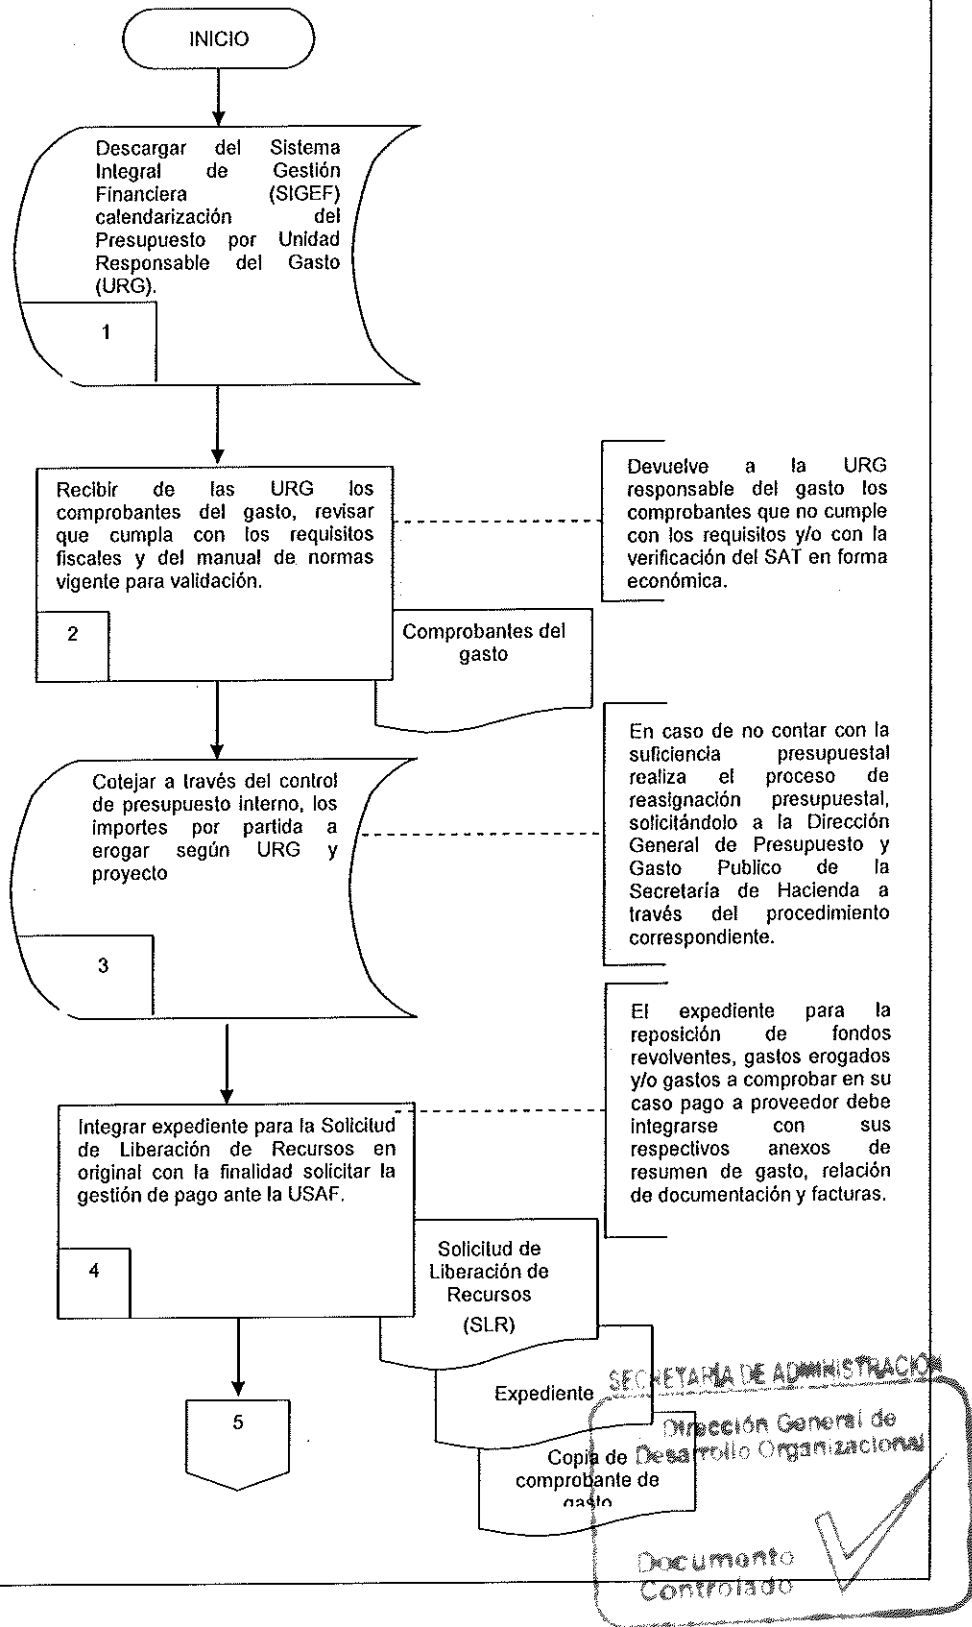 INICIO
Descargar del Sistema
Integral de Gestión
Financiera (SIGEF)
calendarización del
Presupuesto por Unidad
Responsable del Gasto
(URG).
1
Recibir de las URG los
comprobantes del gasto, revisar
que cumpla con los requisitos
fiscales y del manual de normas
vigente para validación.
2
Comprobantes del
gasto
Devuelve a la URG
responsable del gasto los
comprobantes que no cumple
con los requisitos y/o con la
verificación del SAT en forma
económica.
Cotejar a través del control
de presupuesto interno, los
importes por partida a
erogar según URG y
proyecto
3
En caso de no contar con la
suficiencia presupuestal
realiza el proceso de
reasignación presupuestal,
solicitándolo a la Dirección
General de Presupuesto y
Gasto Publico de la
Secretaría de Hacienda a
través del procedimiento
correspondiente.
Integrar expediente para la Solicitud
de Liberación de Recursos en
original con la finalidad solicitar la
gestión de pago ante la USAF.
4
El expediente para la
reposición de fondos
revolventes, gastos erogados
y/o gastos a comprobar en su
caso pago a proveedor debe
integrarse con sus
respectivos anexos de
resumen de gasto, relación
de documentación y facturas.
Solicitud de
Liberación de
Recursos
(SLR)
Expediente
Copia de
comprobante de
gasto
5
SECRETARÍA DE ADMINISTRACIÓN
Dirección General de
Desarrollo Organizacional
Documento
Controlado